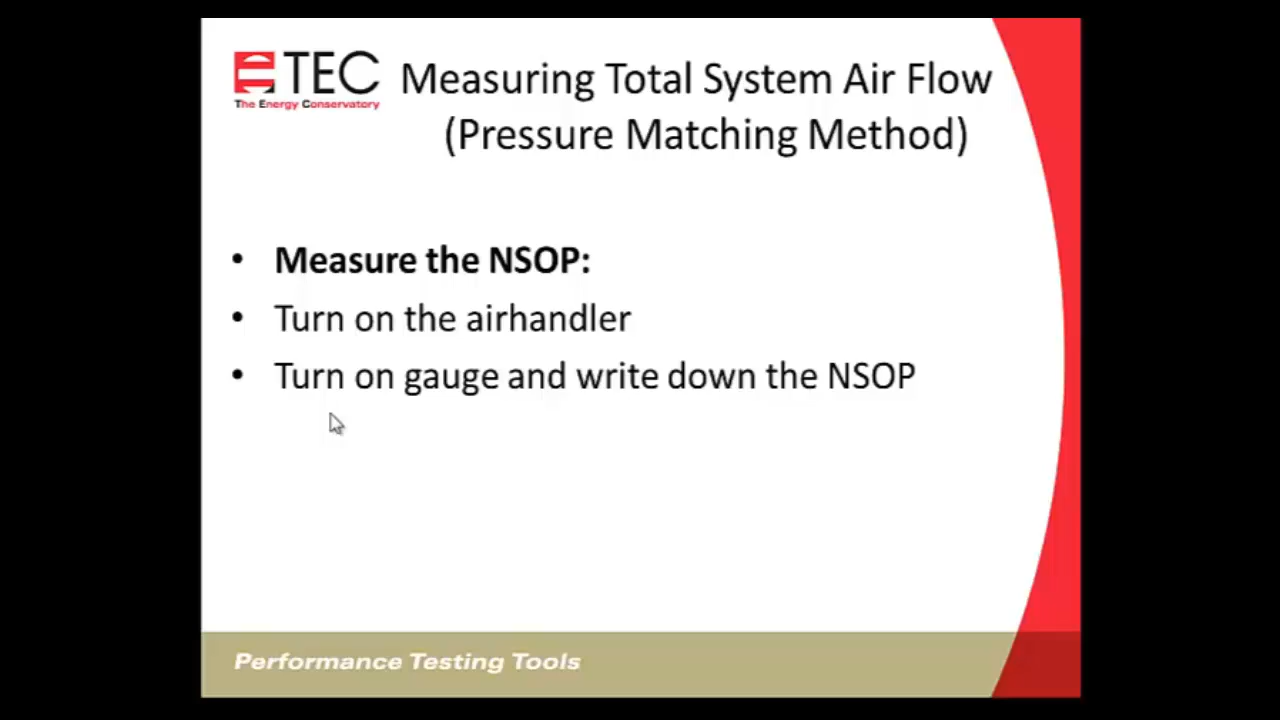 TEC
The Energy Conservatory
Measuring Total System Air Flow
(Pressure Matching Method)
• Measure the NSOP:
• Turn on the airhandler
• Turn on gauge and write down the NSOP
Performance Testing Tools